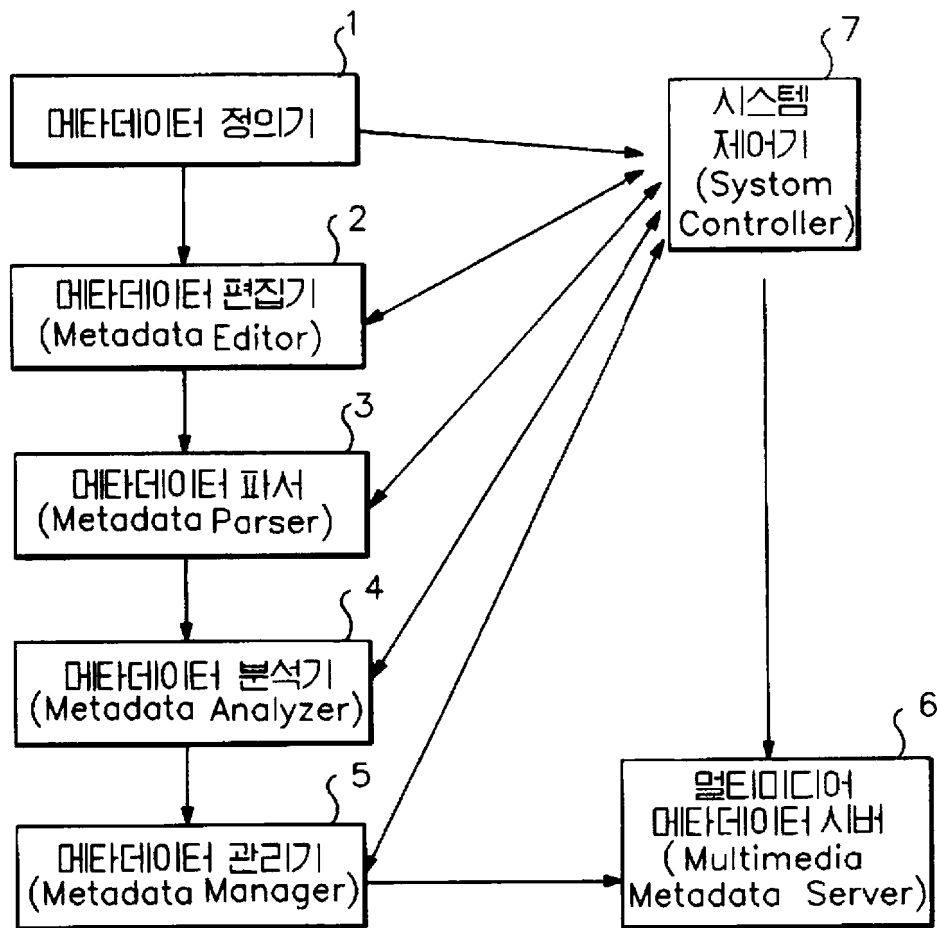 1
메타데이터 정의기
7
시스템
제어기
(Systom
Controller)
2
메타데이터 편집기
(Metadata Editor)
3
메타데이터 파서
(Metadata Parser)
4
메타데이터 분석기
(Metadata Analyzer)
5
메타데이터 관리기
(Metadata Manager)
6
멀티미디어
메타데이터 시버
( Multimedia
Metadata Server)